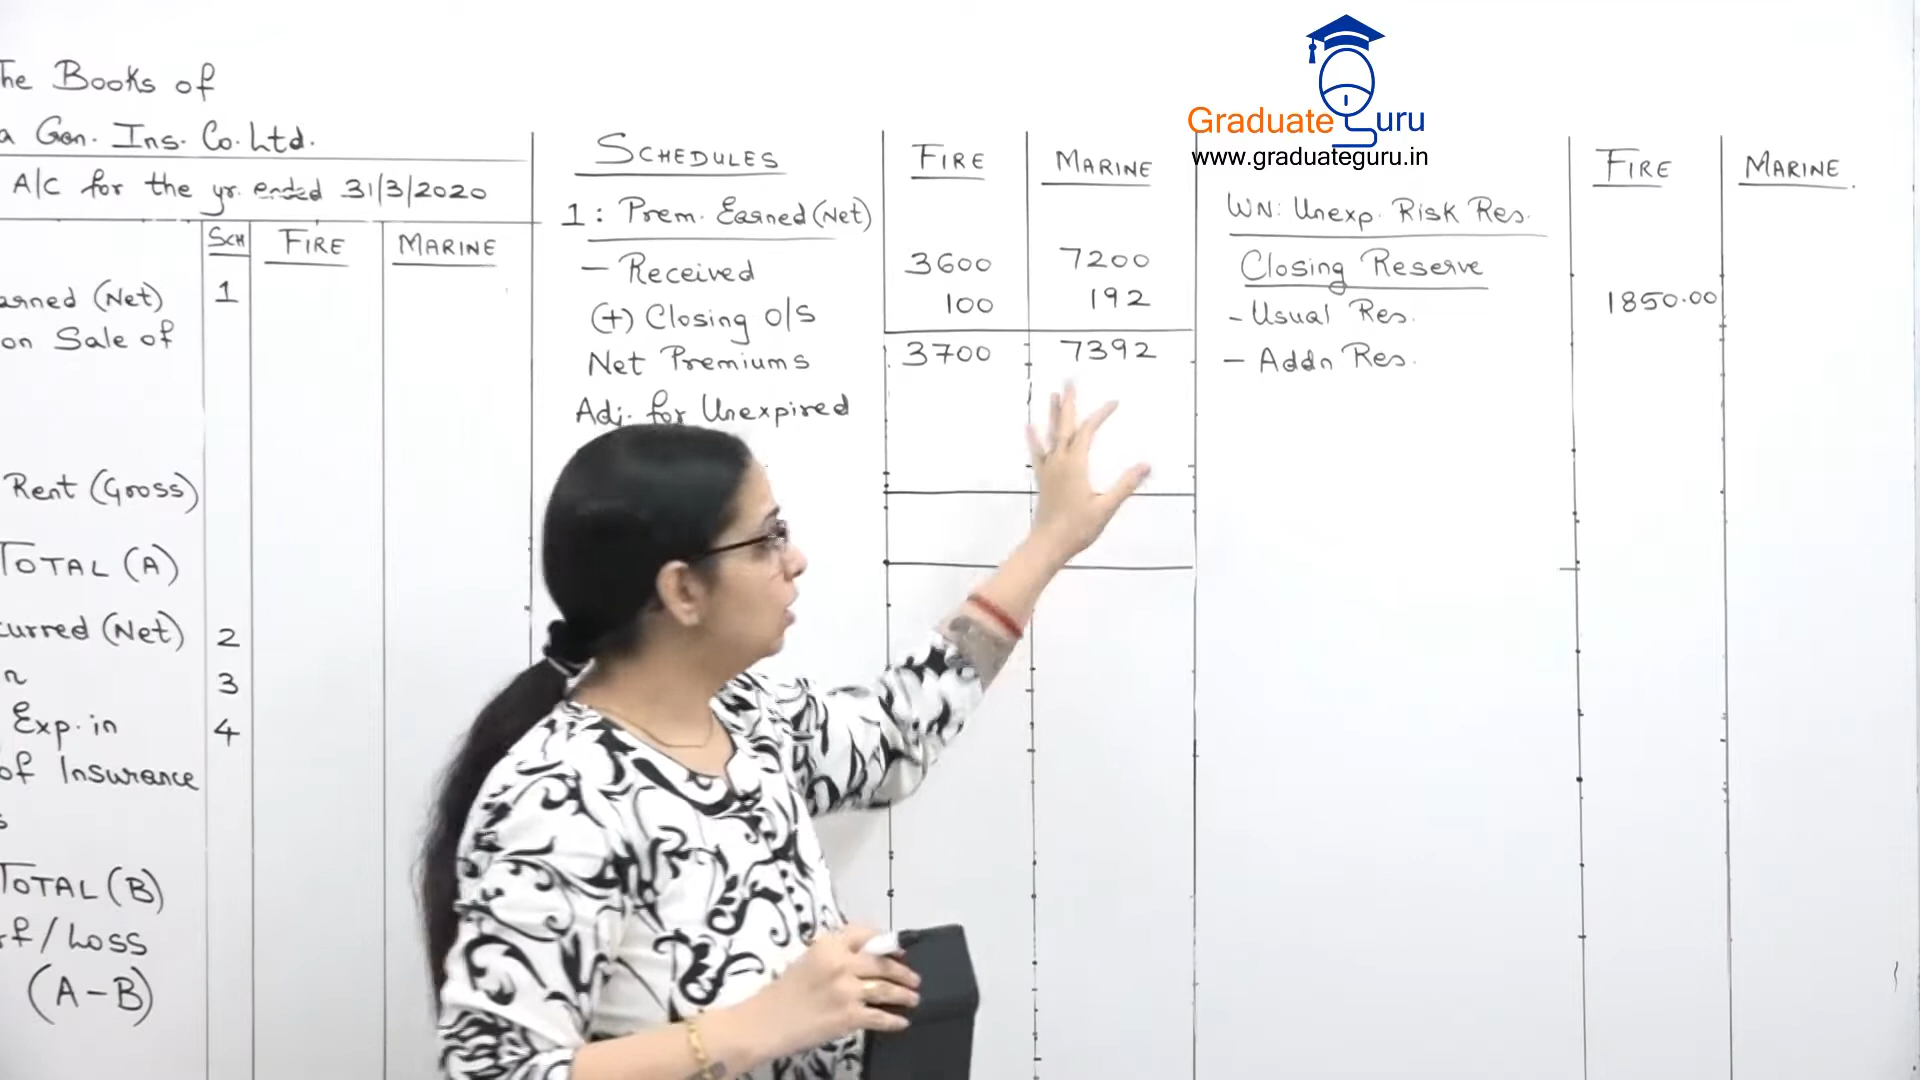 The Books of
a Gen. Ins. Co. Ltd.
A/C for the yr. ended 31/3/2020
SCH FIRE MARINE
arned (Net) 1
on Sale of
Rent (Gross)
TOTAL (A)
curred (Net) 2
n 3
Exp. in 4
of Insurance
s
TOTAL (B)
rf/Loss
(A-B)
SCHEDULES FIRE MARINE
1: Prem. Earned (Net)
- Received 3600 7200
(+) Closing O/S 100 192
Net Premiums 3700 7392
Adj. for Unexpired
Graduate Guru
www.graduateguru.in
FIRE MARINE.
WN: Unexp. Risk Res.
Closing Reserve
- Usual Res. 1850.00
- Addn Res.